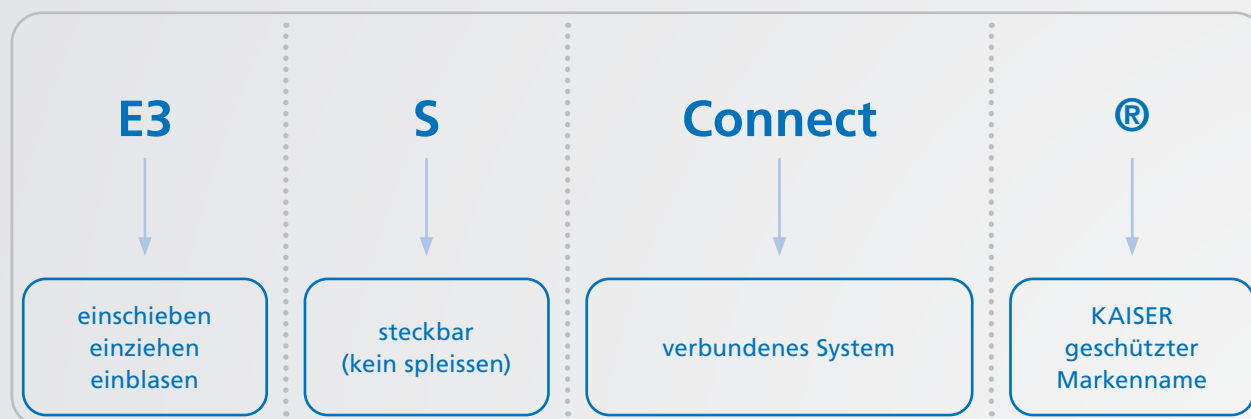 E3
S
Connect
®
einschieben
einziehen
einblasen
steckbar
(kein spleissen)
verbundenes System
KAISER
geschützter
Markenname